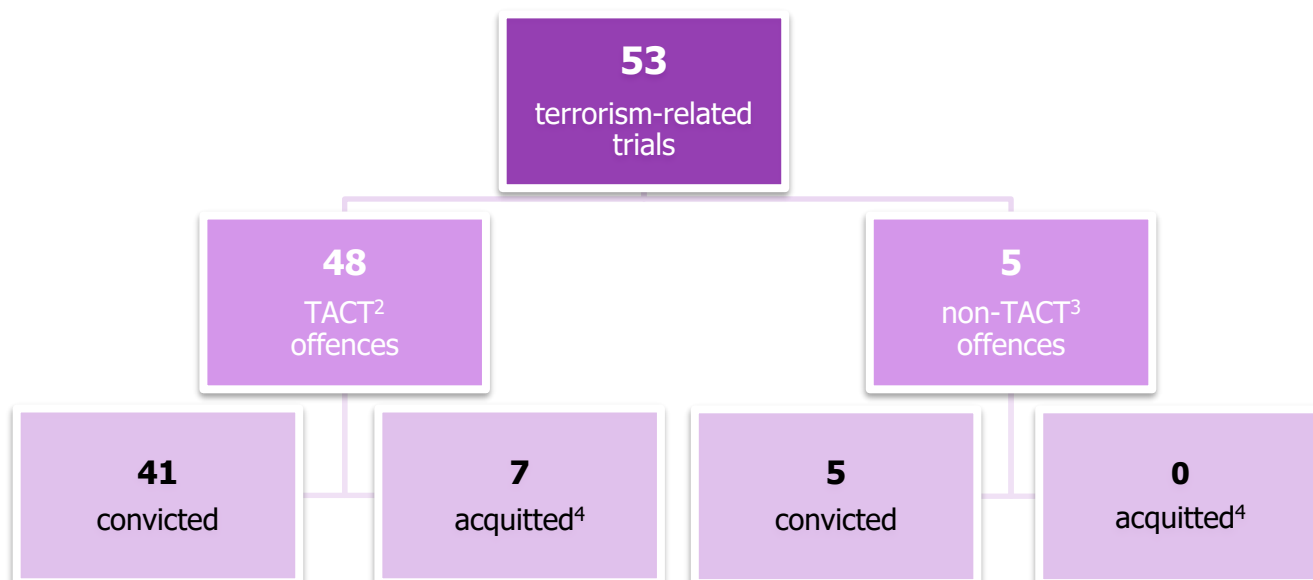 53
terrorism-related
trials
48
TACT²
offences
5
non-TACT³
offences
41
convicted
7
acquitted⁴
5
convicted
0
acquitted⁴